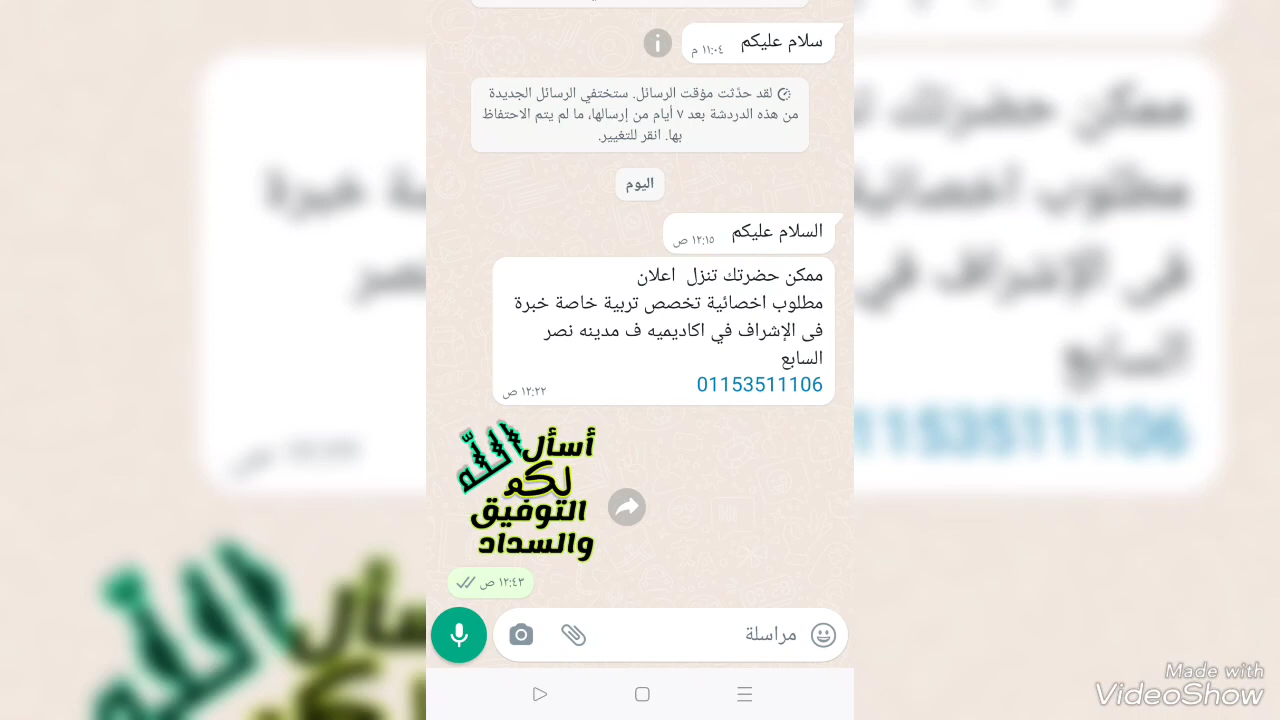 سلام عليكم
١١:٠٤ م
لقد حدّثت مؤقت الرسائل. ستختفي الرسائل الجديدة
من هذه الدردشة بعد ٧ أيام من إرسالها، ما لم يتم الاحتفاظ
بها. انقر للتغيير.
اليوم
السلام عليكم
١٢:١٥ ص
ممكن حضرتك تنزل اعلان
مطلوب اخصائية تخصص تربية خاصة خبرة
فى الإشراف في اكاديميه ف مدينه نصر
السابع
01153511106
١٢:٢٢ ص
أسأل الله
لكم
التوفيق
والسداد
١٢:٤٣ ص
مراسلة
Made with
VideoShow